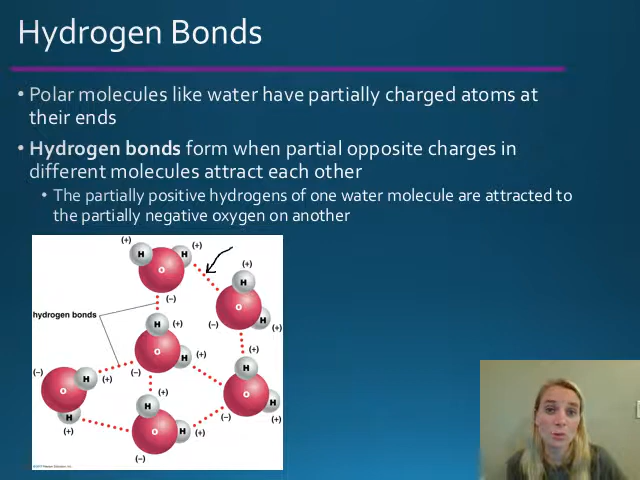 Hydrogen Bonds
• Polar molecules like water have partially charged atoms at
their ends
• Hydrogen bonds form when partial opposite charges in
different molecules attract each other
• The partially positive hydrogens of one water molecule are attracted to
the partially negative oxygen on another
(+)
H H (+)
O
(+)
H
(–)
O
hydrogen bonds
H (+)
(–) H (+)
(+)
O
(–) H (+)
(–)
H (+)
O
(+) H
O
H
H
(+)
H
(–) (+)
O H (+)
(–)